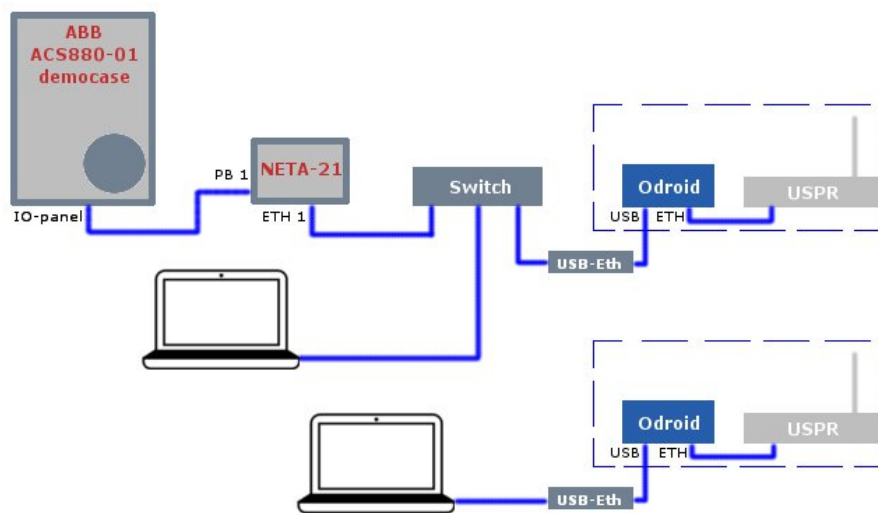 ABB
ACS880-01
democase
IO-panel
PB 1
NETA-21
ETH 1
Switch
USB-Eth
Odroid
USB
ETH
USPR
Odroid
USB
ETH
USPR
USB-Eth